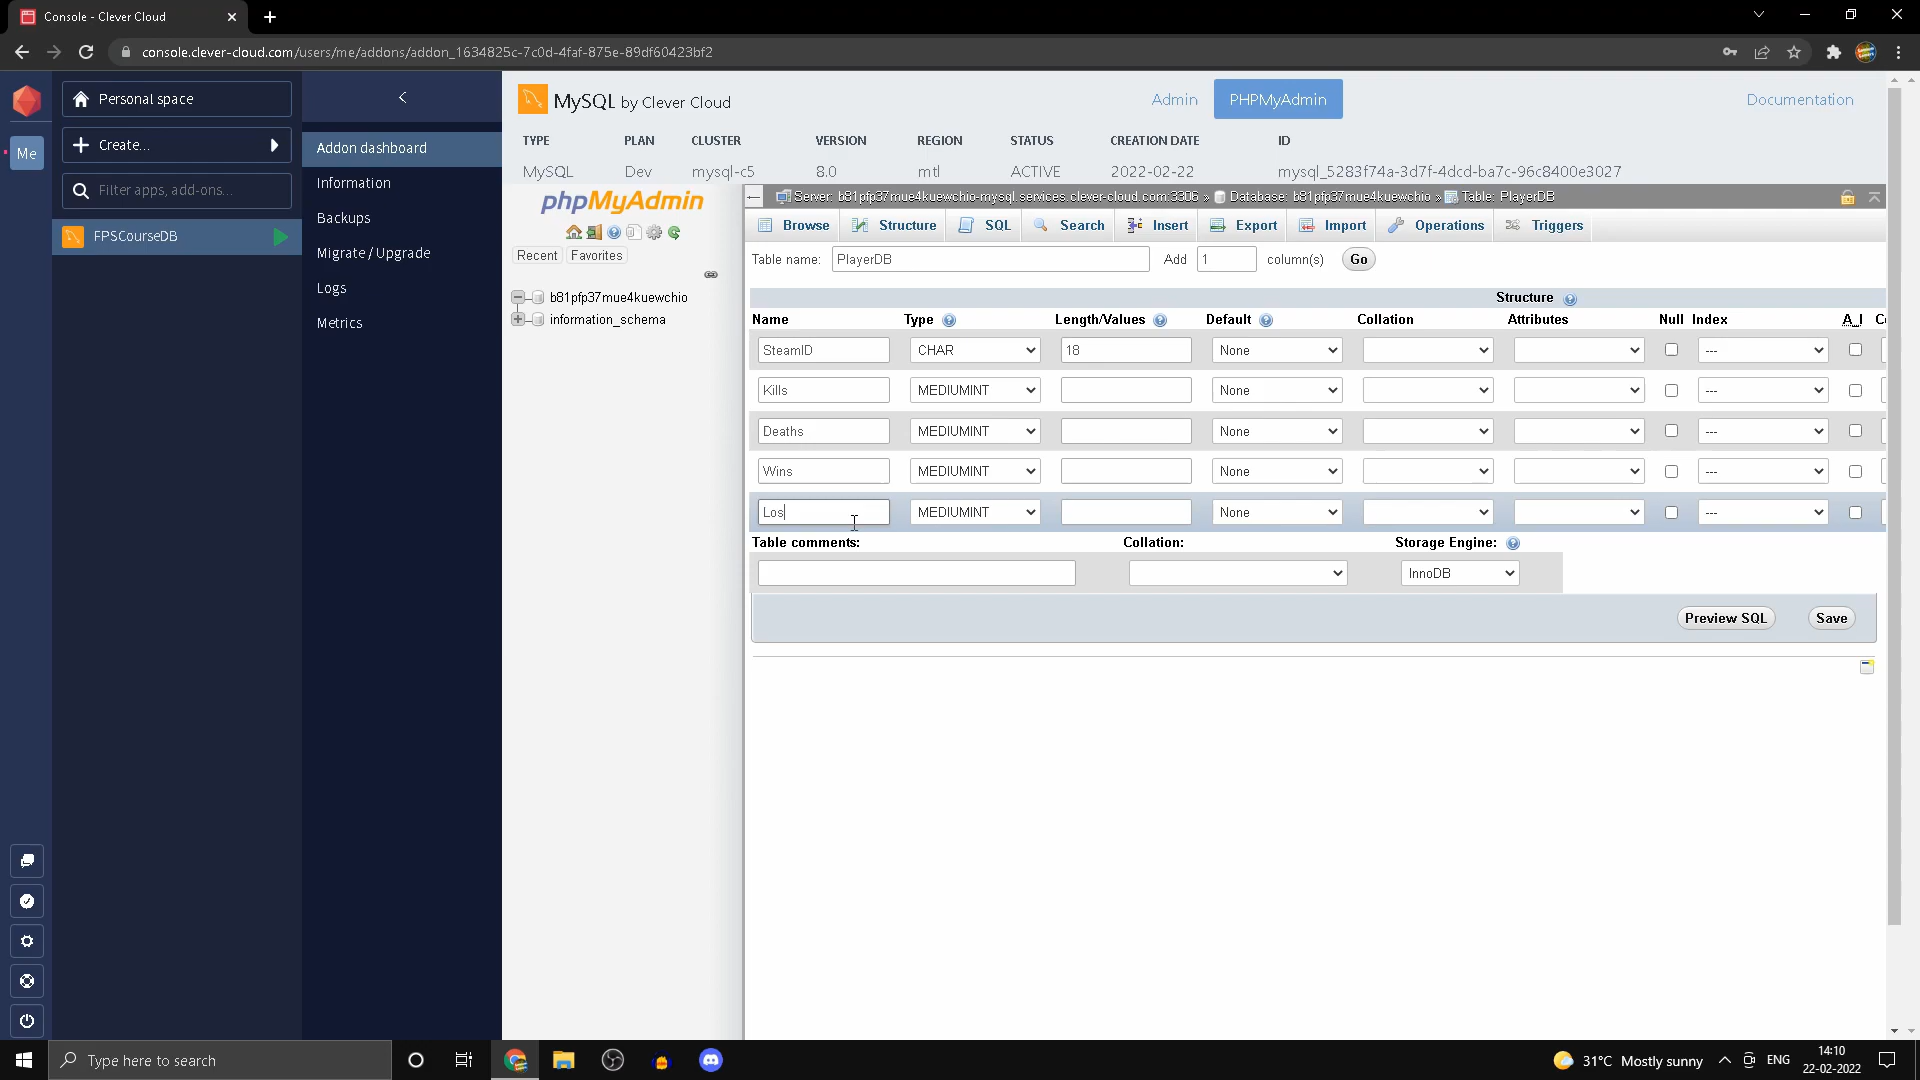 Console - Clever Cloud
console.clever-cloud.com/users/me/addons/addon_1634825c-7c0d-4faf-875e-89df60423bf2
Personal space
Me
Create...
Filter apps, add-ons...
FPSCourseDB
Addon dashboard
Information
Backups
Migrate / Upgrade
Logs
Metrics
MySQL by Clever Cloud
Admin
PHPMyAdmin
Documentation
TYPE PLAN CLUSTER VERSION REGION STATUS CREATION DATE ID
MySQL Dev mysql-c5 8.0 mtl ACTIVE 2022-02-22 mysql_5283f74a-3d7f-4dcd-ba7c-96c8400e3027
phpMyAdmin
Recent Favorites
b81pfp37mue4kuewchio
information_schema
Server: b81pfp37mue4kuewchio-mysql.services.clever-cloud.com:3306 » Database: b81pfp37mue4kuewchio » Table: PlayerDB
Browse Structure SQL Search Insert Export Import Operations Triggers
Table name: PlayerDB Add 1 column(s) Go
Structure
Name Type Length/Values Default Collation Attributes Null Index A_I
SteamID CHAR 18 None ---
Kills MEDIUMINT None ---
Deaths MEDIUMINT None ---
Wins MEDIUMINT None ---
Los MEDIUMINT None ---
Table comments: Collation: Storage Engine:
InnoDB
Preview SQL Save
Type here to search
31°C Mostly sunny
ENG
14:10
22-02-2022